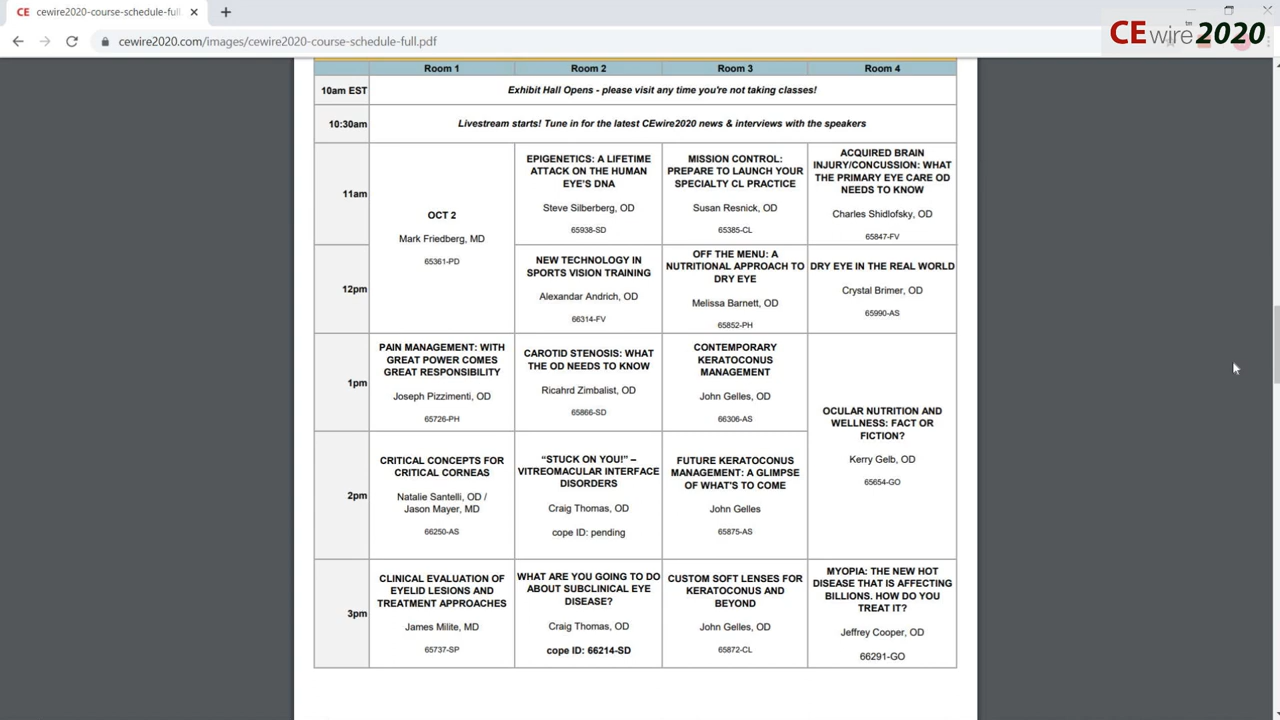 cewire2020-course-schedule-full.
cewire2020.com/images/cewire2020-course-schedule-full.pdf
CEwire™2020
Room 1
Room 2
Room 3
Room 4
10am EST
Exhibit Hall Opens - please visit any time you're not taking classes!
10:30am
Livestream starts! Tune in for the latest CEwire2020 news & interviews with the speakers
11am
OCT 2
Mark Friedberg, MD
65361-PD
EPIGENETICS: A LIFETIME
ATTACK ON THE HUMAN
EYE'S DNA
Steve Silberberg, OD
65938-SD
MISSION CONTROL:
PREPARE TO LAUNCH YOUR
SPECIALTY CL PRACTICE
Susan Resnick, OD
65385-CL
ACQUIRED BRAIN
INJURY/CONCUSSION: WHAT
THE PRIMARY EYE CARE OD
NEEDS TO KNOW
Charles Shidlofsky, OD
65847-FV
12pm
NEW TECHNOLOGY IN
SPORTS VISION TRAINING
Alexandar Andrich, OD
66314-FV
OFF THE MENU: A
NUTRITIONAL APPROACH TO
DRY EYE
Melissa Barnett, OD
65852-PH
DRY EYE IN THE REAL WORLD
Crystal Brimer, OD
65990-AS
1pm
PAIN MANAGEMENT: WITH
GREAT POWER COMES
GREAT RESPONSIBILITY
Joseph Pizzimenti, OD
65726-PH
CAROTID STENOSIS: WHAT
THE OD NEEDS TO KNOW
Ricahrd Zimbalist, OD
65866-SD
CONTEMPORARY
KERATOCONUS
MANAGEMENT
John Gelles, OD
66306-AS
OCULAR NUTRITION AND
WELLNESS: FACT OR
FICTION?
Kerry Gelb, OD
65654-GO
2pm
CRITICAL CONCEPTS FOR
CRITICAL CORNEAS
Natalie Santelli, OD /
Jason Mayer, MD
66250-AS
“STUCK ON YOU!” –
VITREOMACULAR INTERFACE
DISORDERS
Craig Thomas, OD
cope ID: pending
FUTURE KERATOCONUS
MANAGEMENT: A GLIMPSE
OF WHAT'S TO COME
John Gelles
65875-AS
3pm
CLINICAL EVALUATION OF
EYELID LESIONS AND
TREATMENT APPROACHES
James Milite, MD
65737-SP
WHAT ARE YOU GOING TO DO
ABOUT SUBCLINICAL EYE
DISEASE?
Craig Thomas, OD
cope ID: 66214-SD
CUSTOM SOFT LENSES FOR
KERATOCONUS AND
BEYOND
John Gelles, OD
65872-CL
MYOPIA: THE NEW HOT
DISEASE THAT IS AFFECTING
BILLIONS. HOW DO YOU
TREAT IT?
Jeffrey Cooper, OD
66291-GO